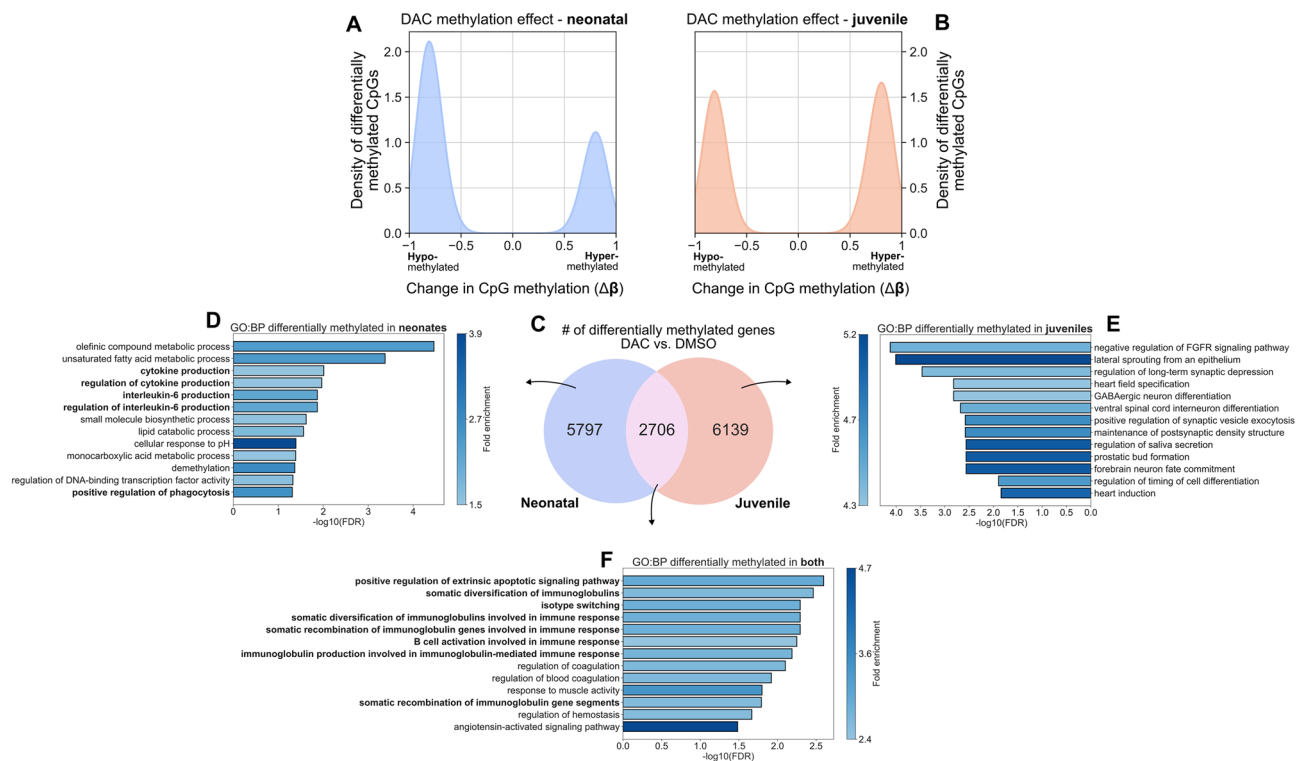 A
DAC methylation effect - neonatal
Density of differentially
methylated CpGs
2.0
1.5
1.0
0.5
0.0
−1
−0.5
0.0
0.5
1
Hypo-
methylated
Hyper-
methylated
Change in CpG methylation (Δβ)
DAC methylation effect - juvenile
B
2.0
1.5
1.0
0.5
0.0
Density of differentially
methylated CpGs
−1
−0.5
0.0
0.5
1
Hypo-
methylated
Hyper-
methylated
Change in CpG methylation (Δβ)
D
GO:BP differentially methylated in neonates
olefinic compound metabolic process
unsaturated fatty acid metabolic process
cytokine production
regulation of cytokine production
interleukin-6 production
regulation of interleukin-6 production
small molecule biosynthetic process
lipid catabolic process
cellular response to pH
monocarboxylic acid metabolic process
demethylation
regulation of DNA-binding transcription factor activity
positive regulation of phagocytosis
0
1
2
3
4
-log10(FDR)
3.9
2.7
1.5
Fold enrichment
C
# of differentially methylated genes
DAC vs. DMSO
5797
2706
6139
Neonatal
Juvenile
E
GO:BP differentially methylated in juveniles
5.2
4.7
4.3
Fold enrichment
negative regulation of FGFR signaling pathway
lateral sprouting from an epithelium
regulation of long-term synaptic depression
heart field specification
GABAergic neuron differentiation
ventral spinal cord interneuron differentiation
positive regulation of synaptic vesicle exocytosis
maintenance of postsynaptic density structure
regulation of saliva secretion
prostatic bud formation
forebrain neuron fate commitment
regulation of timing of cell differentiation
heart induction
4.0
3.5
3.0
2.5
2.0
1.5
1.0
0.5
0.0
-log10(FDR)
F
GO:BP differentially methylated in both
positive regulation of extrinsic apoptotic signaling pathway
somatic diversification of immunoglobulins
isotype switching
somatic diversification of immunoglobulins involved in immune response
somatic recombination of immunoglobulin genes involved in immune response
B cell activation involved in immune response
immunoglobulin production involved in immunoglobulin-mediated immune response
regulation of coagulation
regulation of blood coagulation
response to muscle activity
somatic recombination of immunoglobulin gene segments
regulation of hemostasis
angiotensin-activated signaling pathway
0.0
0.5
1.0
1.5
2.0
2.5
-log10(FDR)
4.7
3.6
2.4
Fold enrichment